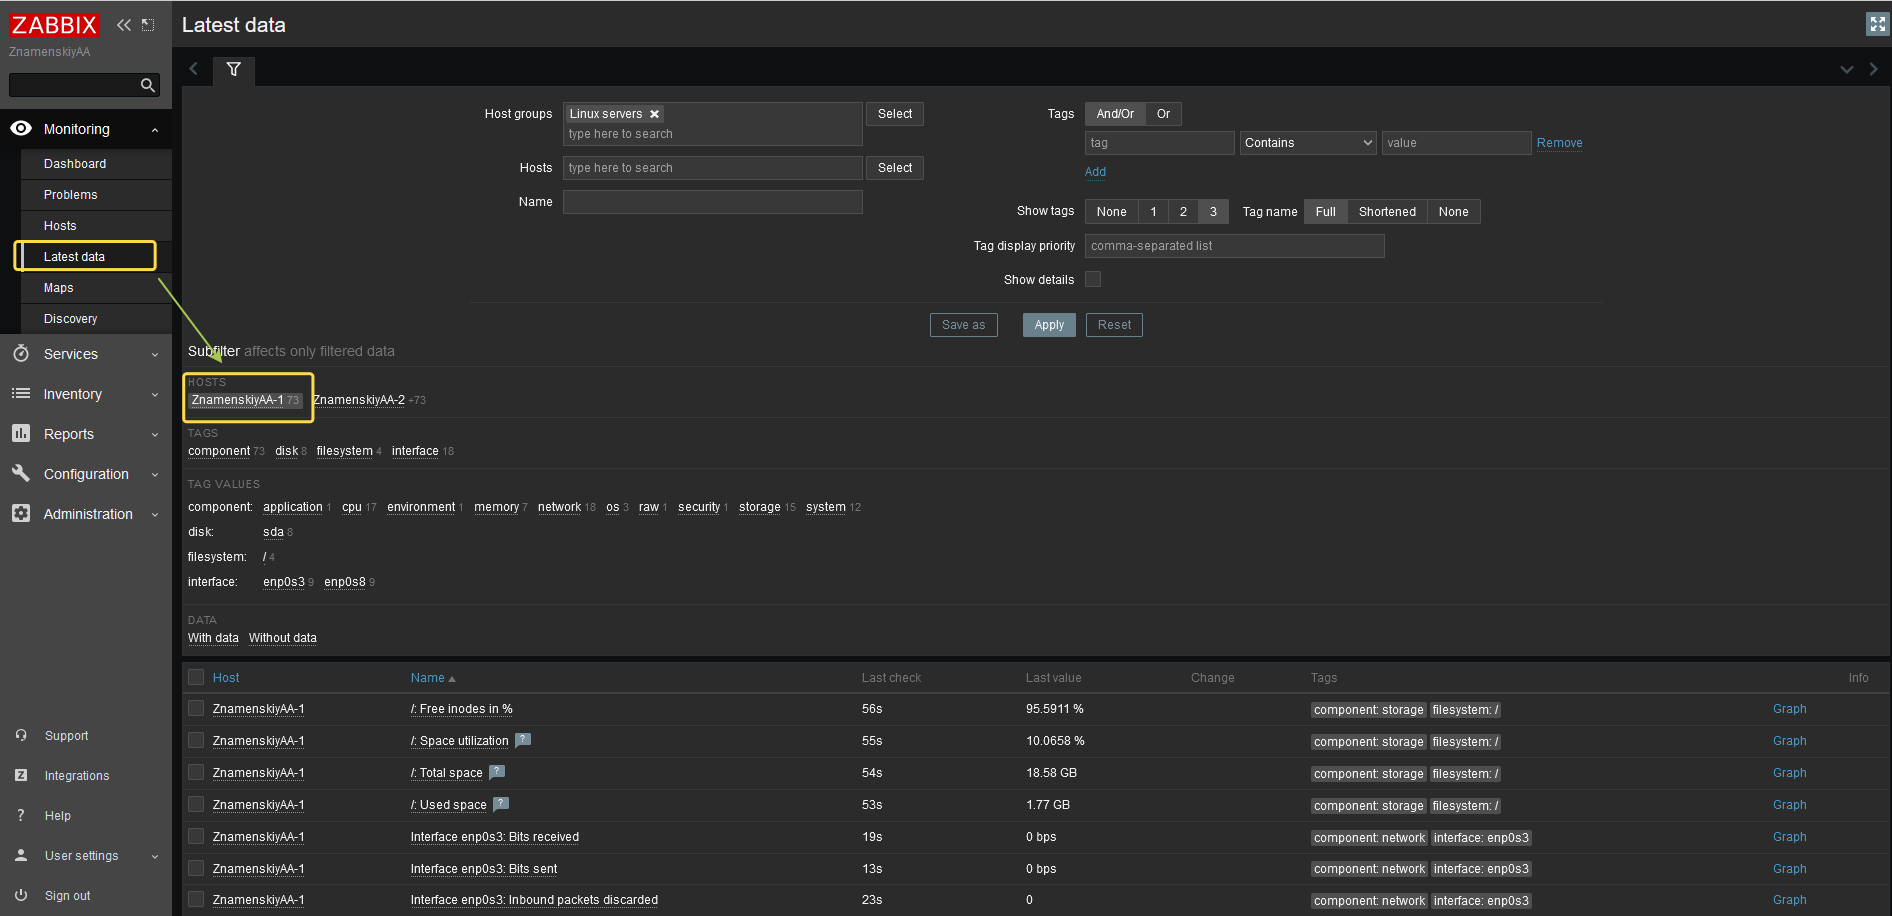 ZABBIX
ZnamenskiyAA
Monitoring
Dashboard
Problems
Hosts
Latest data
Maps
Discovery
Services
Inventory
Reports
Configuration
Administration
Support
Z Integrations
? Help
User settings
Sign out
Latest data
Host groups Linux servers Select
type here to search
Hosts type here to search Select
Name
Tags And/Or Or
tag Contains value Remove
Add
Show tags None 1 2 3 Tag name Full Shortened None
Tag display priority comma-separated list
Show details
Save as Apply Reset
Subfilter affects only filtered data
HOSTS
ZnamenskiyAA-1 73 ZnamenskiyAA-2 +73
TAGS
component 73 disk 8 filesystem 4 interface 18
TAG VALUES
component: application 1 cpu 17 environment 1 memory 7 network 18 os 3 raw 1 security 1 storage 15 system 12
disk: sda 8
filesystem: / 4
interface: enp0s3 9 enp0s8 9
DATA
With data Without data
Host Name Last check Last value Change Tags Info
ZnamenskiyAA-1 /: Free inodes in % 56s 95.5911 % component: storage filesystem: / Graph
ZnamenskiyAA-1 /: Space utilization ? 55s 10.0658 % component: storage filesystem: / Graph
ZnamenskiyAA-1 /: Total space ? 54s 18.58 GB component: storage filesystem: / Graph
ZnamenskiyAA-1 /: Used space ? 53s 1.77 GB component: storage filesystem: / Graph
ZnamenskiyAA-1 Interface enp0s3: Bits received 19s 0 bps component: network interface: enp0s3 Graph
ZnamenskiyAA-1 Interface enp0s3: Bits sent 13s 0 bps component: network interface: enp0s3 Graph
ZnamenskiyAA-1 Interface enp0s3: Inbound packets discarded 23s 0 component: network interface: enp0s3 Graph